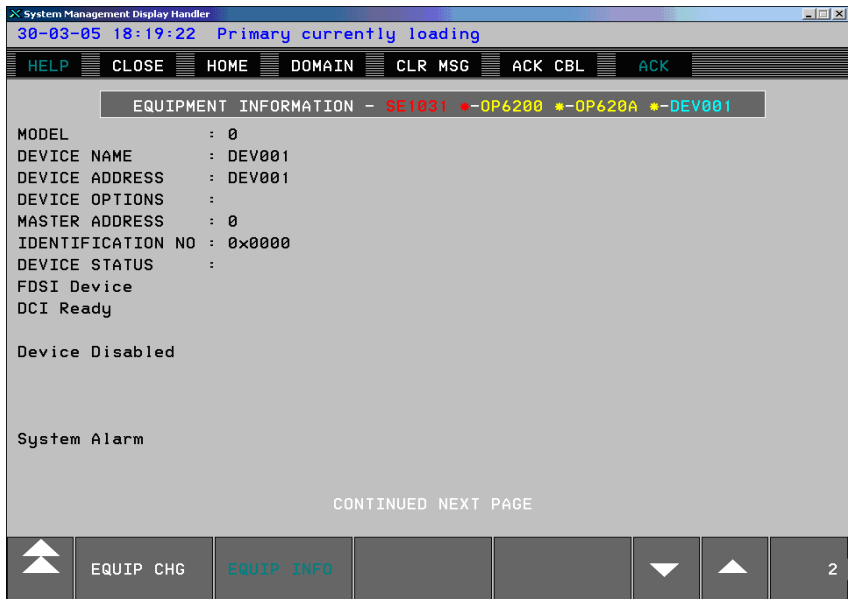 System Management Display Handler
30-03-05 18:19:22 Primary currently loading
HELP CLOSE HOME DOMAIN CLR MSG ACK CBL ACK
EQUIPMENT INFORMATION - SE1031 *-OP6200 *-OP620A *-DEV001
MODEL : 0
DEVICE NAME : DEV001
DEVICE ADDRESS : DEV001
DEVICE OPTIONS :
MASTER ADDRESS : 0
IDENTIFICATION NO : 0x0000
DEVICE STATUS :
FDSI Device
DCI Ready
Device Disabled
System Alarm
CONTINUED NEXT PAGE
EQUIP CHG EQUIP INFO 2